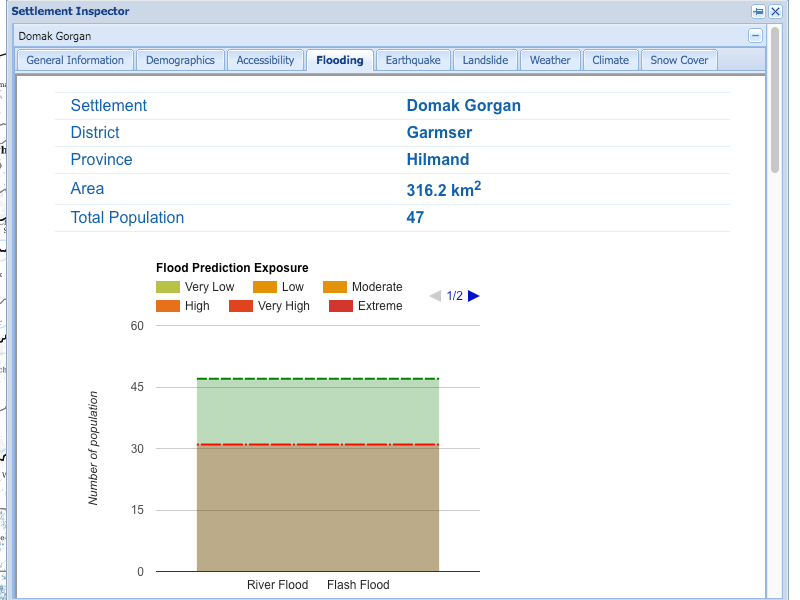 Settlement Inspector
Domak Gorgan
General Information Demographics Accessibility Flooding Earthquake Landslide Weather Climate Snow Cover
Settlement Domak Gorgan
District Garmser
Province Hilmand
Area 316.2 km²
Total Population 47
Flood Prediction Exposure
Very Low Low Moderate
High Very High Extreme
1/2
60
45
30
15
0
Number of population
River Flood Flash Flood